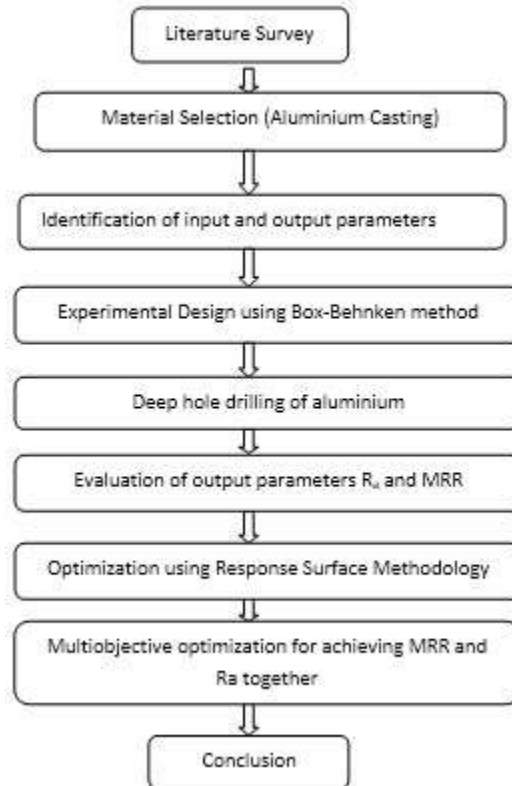 Literature Survey
Material Selection (Aluminium Casting)
Identification of input and output parameters
Experimental Design using Box-Behnken method
Deep hole drilling of aluminium
Evaluation of output parameters Rₐ and MRR
Optimization using Response Surface Methodology
Multiobjective optimization for achieving MRR and
Ra together
Conclusion